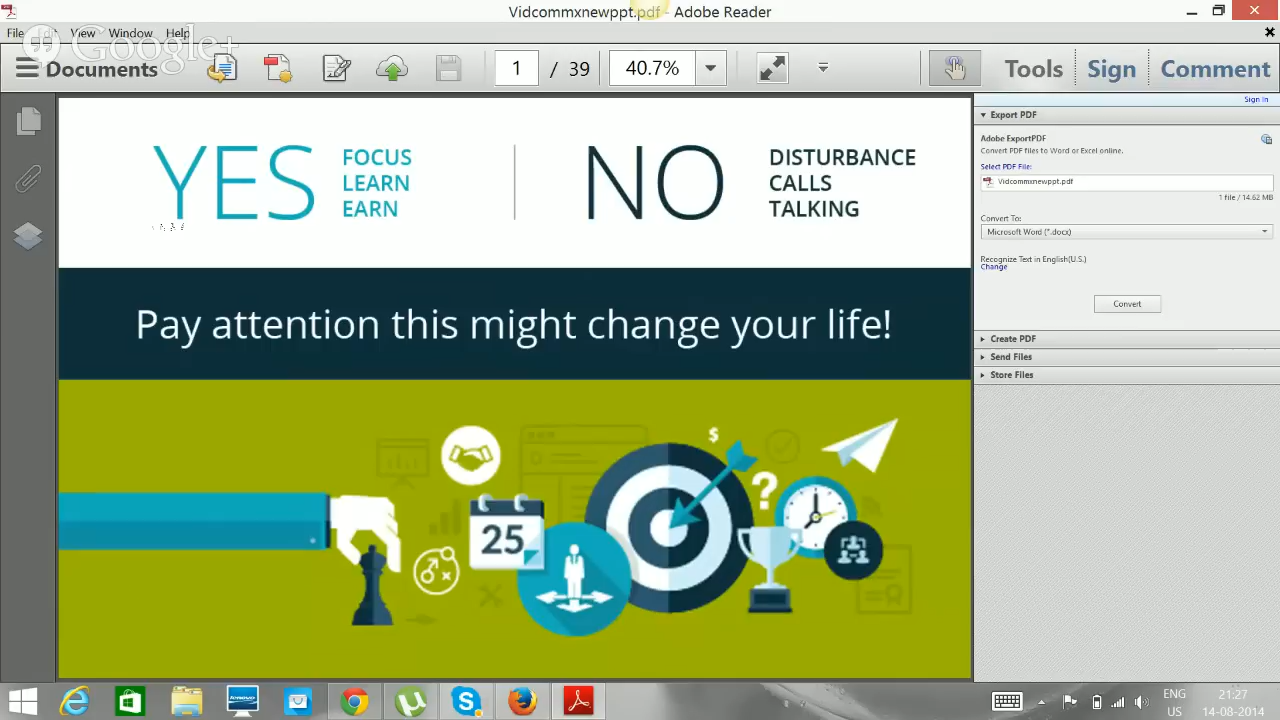 Vidcommxnewppt.pdf - Adobe Reader
File Edit View Window Help
Google+
Documents
1 / 39
40.7%
Tools
Sign
Comment
Sign In
Export PDF
Adobe ExportPDF
Convert PDF files to Word or Excel online.
Select PDF File:
Vidcommxnewppt.pdf
1 file / 14.62 MB
Convert To:
Microsoft Word (*.docx)
Recognize Text in English(U.S.)
Change
Convert
Create PDF
Send Files
Store Files
YES
FOCUS
LEARN
EARN
NO
DISTURBANCE
CALLS
TALKING
Pay attention this might change your life!
$
?
25
lenovo
ENG
US
21:27
14-08-2014